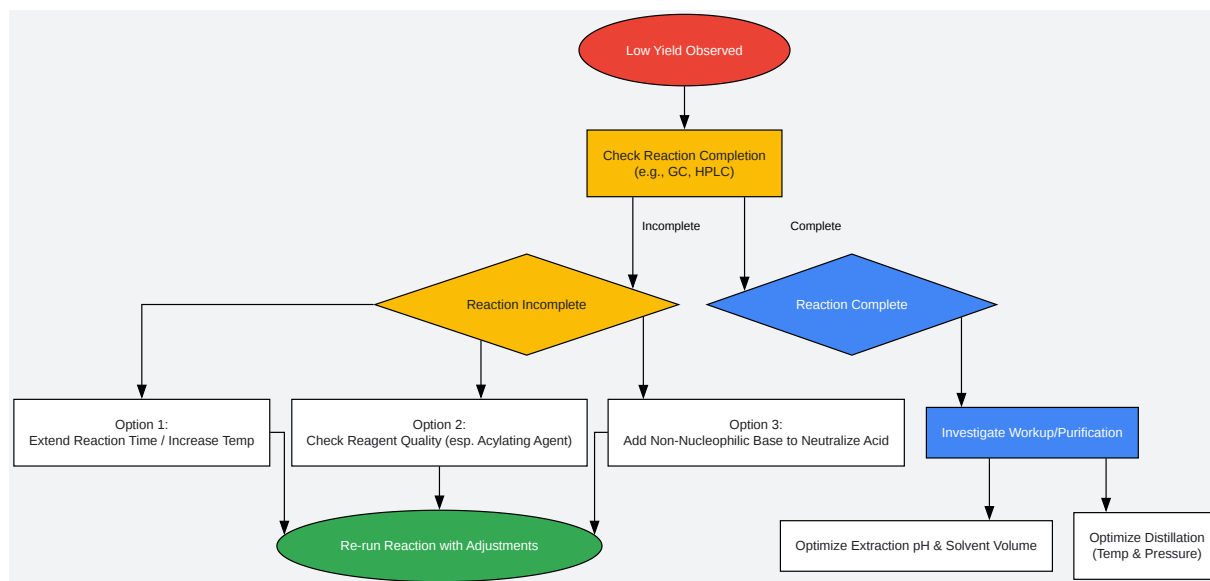 Low Yield Observed
Check Reaction Completion
(e.g., GC, HPLC)
Incomplete
Complete
Reaction Incomplete
Reaction Complete
Option 1:
Extend Reaction Time / Increase Temp
Option 2:
Check Reagent Quality (esp. Acylating Agent)
Option 3:
Add Non-Nucleophilic Base to Neutralize Acid
Investigate Workup/Purification
Re-run Reaction with Adjustments
Optimize Extraction pH & Solvent Volume
Optimize Distillation
(Temp & Pressure)